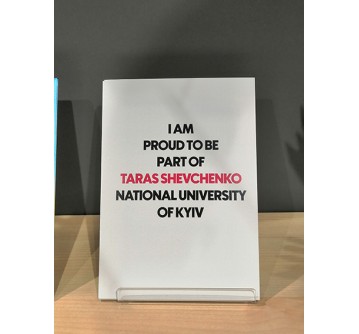 I AM
PROUD TO BE
PART OF
TARAS SHEVCHENKO
NATIONAL UNIVERSITY
OF KYIV